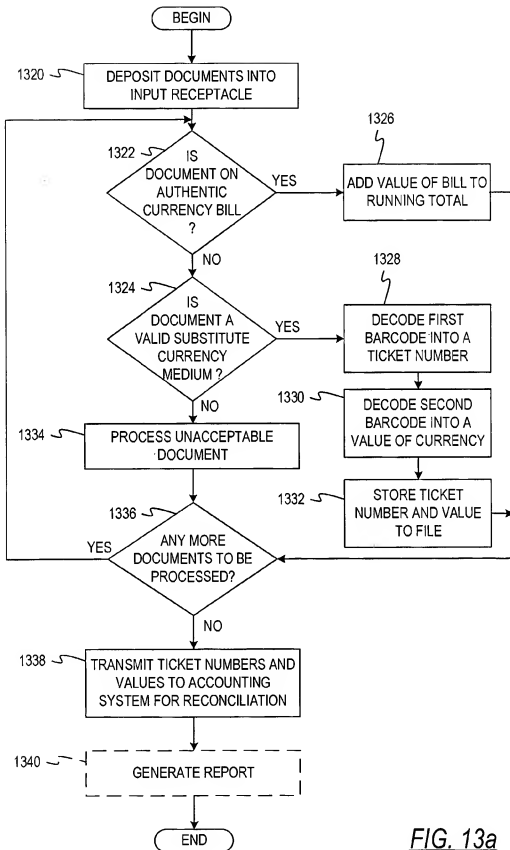 BEGIN
1320
DEPOSIT DOCUMENTS INTO
INPUT RECEPTACLE
1322
IS
DOCUMENT ON
AUTHENTIC
CURRENCY BILL
?
YES
1326
ADD VALUE OF BILL TO
RUNNING TOTAL
NO
1324
IS
DOCUMENT A
VALID SUBSTITUTE
CURRENCY
MEDIUM ?
YES
1328
DECODE FIRST
BARCODE INTO A
TICKET NUMBER
1330
DECODE SECOND
BARCODE INTO A
VALUE OF CURRENCY
1332
STORE TICKET
NUMBER AND VALUE
TO FILE
NO
1334
PROCESS UNACCEPTABLE
DOCUMENT
1336
ANY MORE
DOCUMENTS TO BE
PROCESSED?
YES
NO
1338
TRANSMIT TICKET NUMBERS AND
VALUES TO ACCOUNTING
SYSTEM FOR RECONCILIATION
1340
GENERATE REPORT
END
FIG. 13a